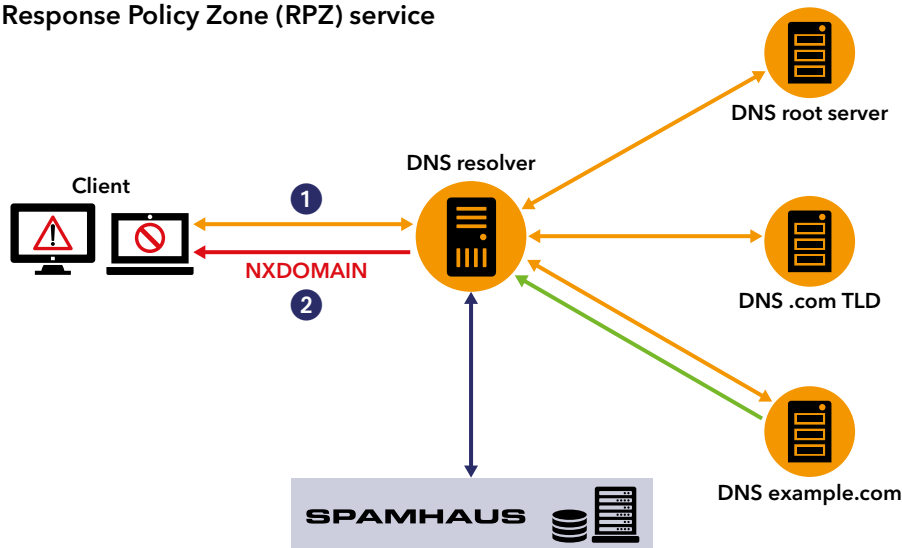 Response Policy Zone (RPZ) service
DNS root server
DNS resolver
Client
1
NXDOMAIN
2
DNS .com TLD
DNS example.com
SPAMHAUS